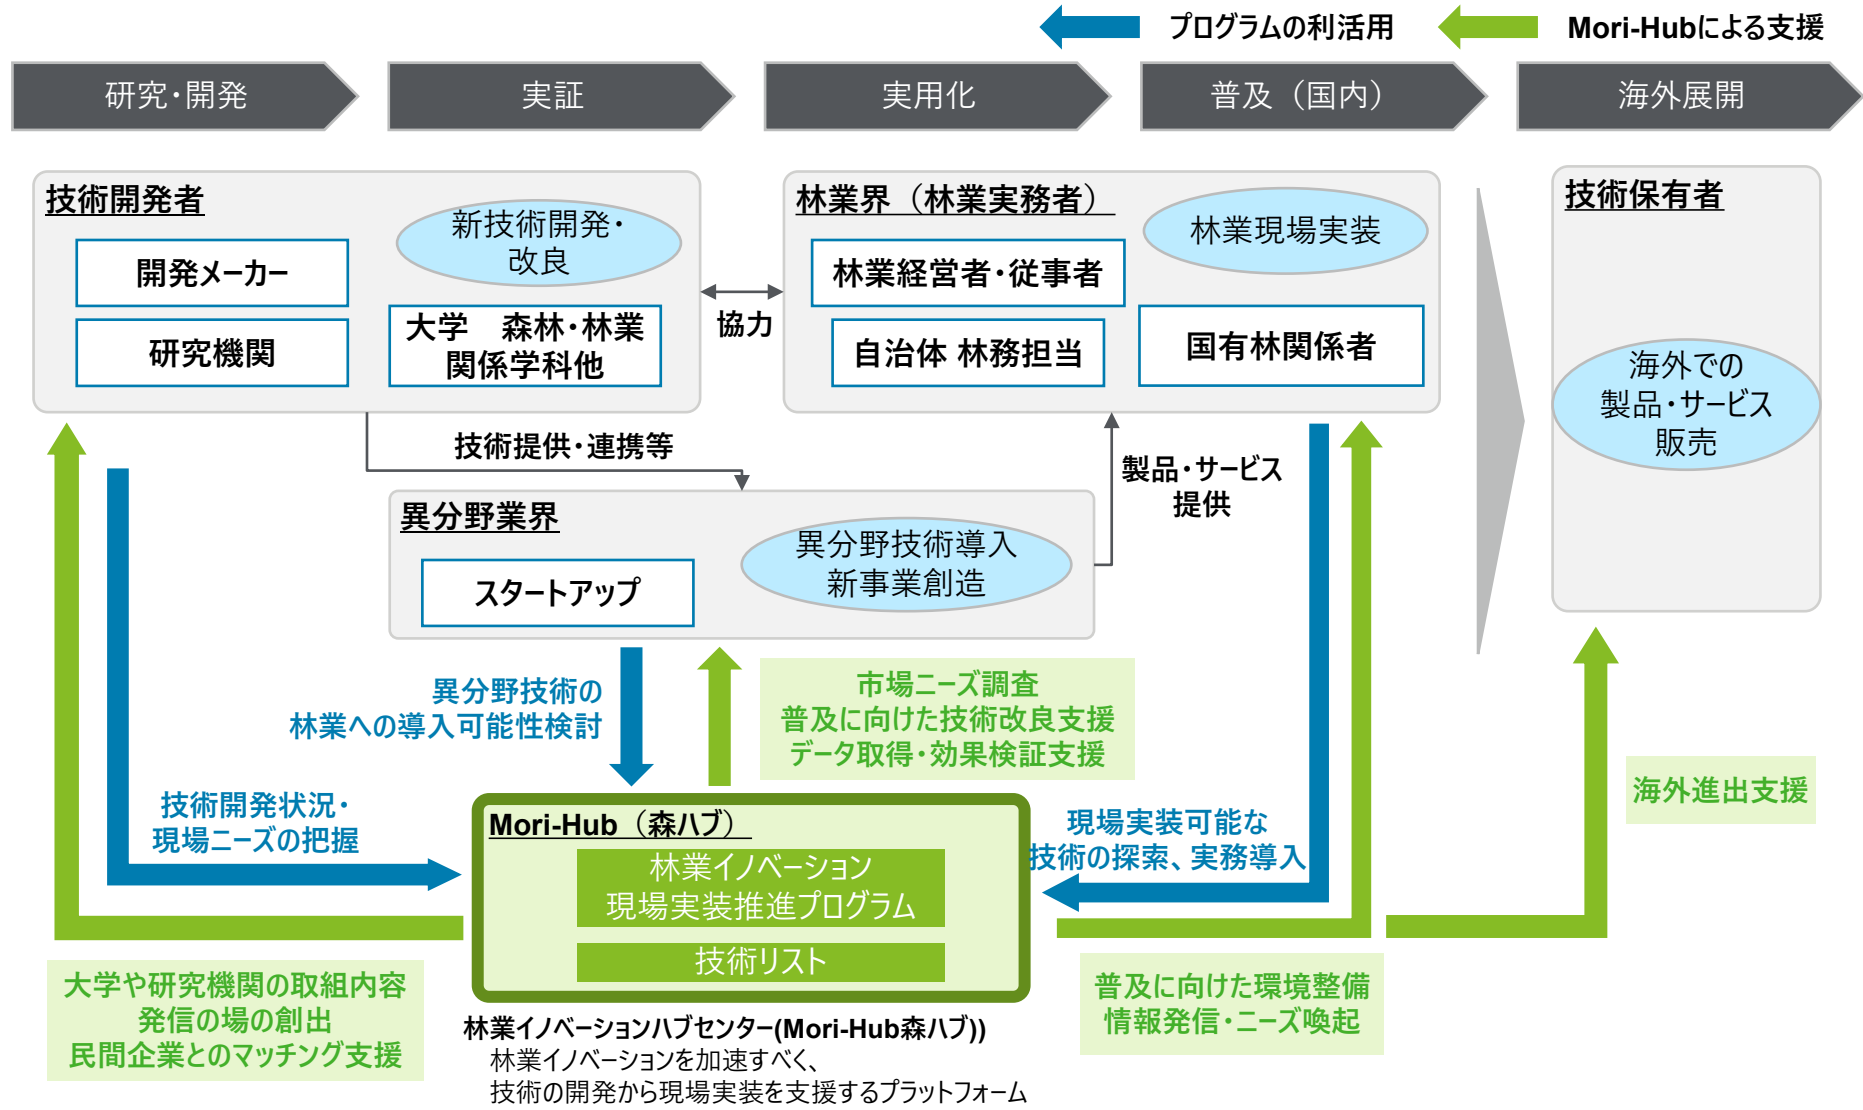 プログラムの利活用
Mori-Hubによる支援
研究・開発
実証
実用化
普及（国内）
海外展開
技術開発者
新技術開発・
改良
開発メーカー
研究機関
大学　森林・林業
関係学科他
協力
林業界（林業実務者）
林業現場実装
林業経営者・従事者
自治体 林務担当
国有林関係者
技術保有者
海外での
製品・サービス
販売
技術提供・連携等
製品・サービス
提供
異分野業界
スタートアップ
異分野技術導入
新事業創造
異分野技術の
林業への導入可能性検討
市場ニーズ調査
普及に向けた技術改良支援
データ取得・効果検証支援
海外進出支援
技術開発状況・
現場ニーズの把握
Mori-Hub（森ハブ）
林業イノベーション
現場実装推進プログラム
技術リスト
現場実装可能な
技術の探索、実務導入
大学や研究機関の取組内容
発信の場の創出
民間企業とのマッチング支援
普及に向けた環境整備
情報発信・ニーズ喚起
林業イノベーションハブセンター(Mori-Hub森ハブ))
林業イノベーションを加速すべく、
技術の開発から現場実装を支援するプラットフォーム